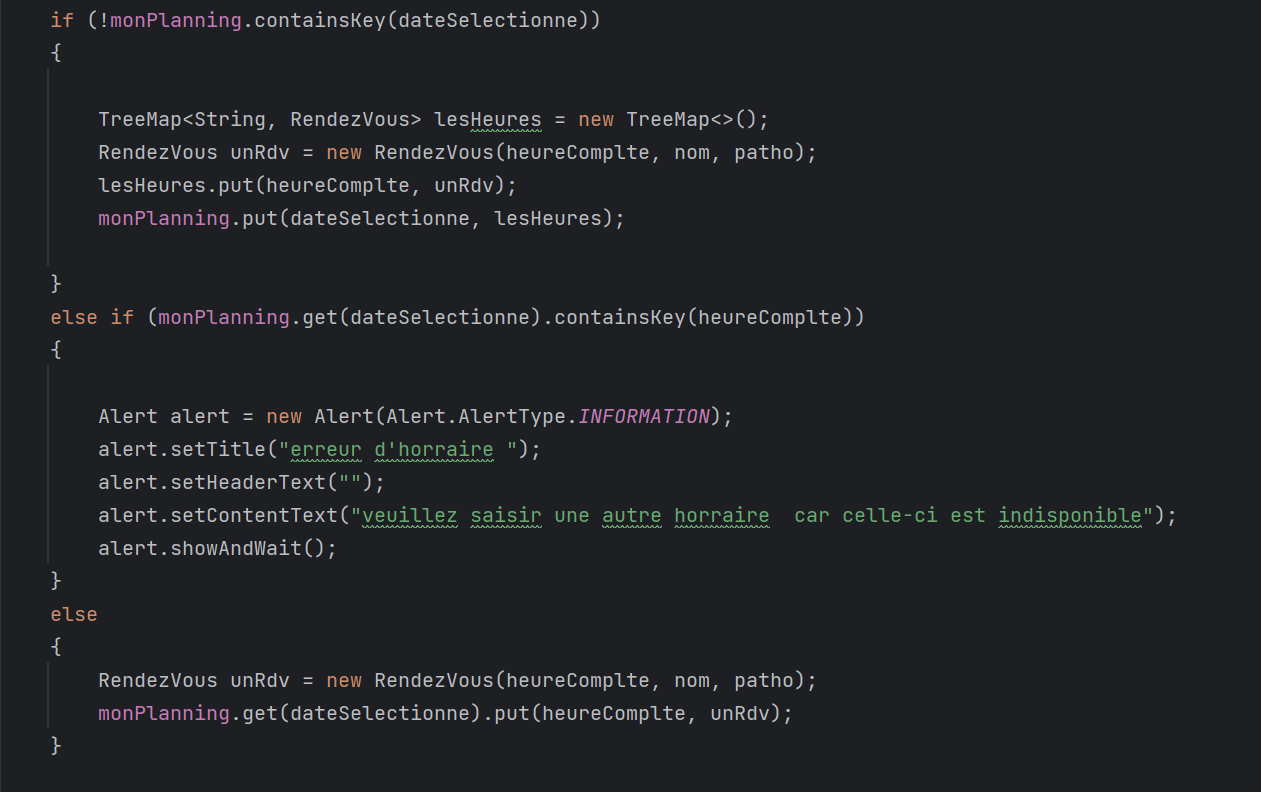 if (!monPlanning.containsKey(dateSelectionne))
{
TreeMap<String, RendezVous> lesHeures = new TreeMap<>();
RendezVous unRdv = new RendezVous(heureComplte, nom, patho);
lesHeures.put(heureComplte, unRdv);
monPlanning.put(dateSelectionne, lesHeures);
}
else if (monPlanning.get(dateSelectionne).containsKey(heureComplte))
{
Alert alert = new Alert(Alert.AlertType.INFORMATION);
alert.setTitle("erreur d'horraire ");
alert.setHeaderText("");
alert.setContentText("veuillez saisir une autre horraire  car celle-ci est indisponible");
alert.showAndWait();
}
else
{
RendezVous unRdv = new RendezVous(heureComplte, nom, patho);
monPlanning.get(dateSelectionne).put(heureComplte, unRdv);
}